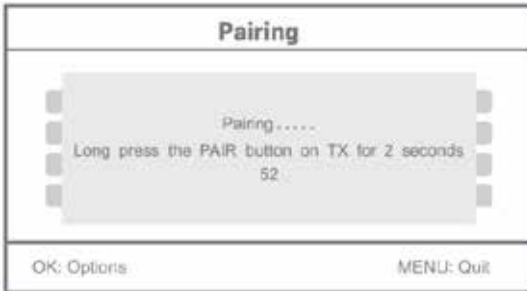 Pairing
Pairing.....
Long press the PAIR button on TX for 2 seconds
52
OK: Options
MENU: Quit